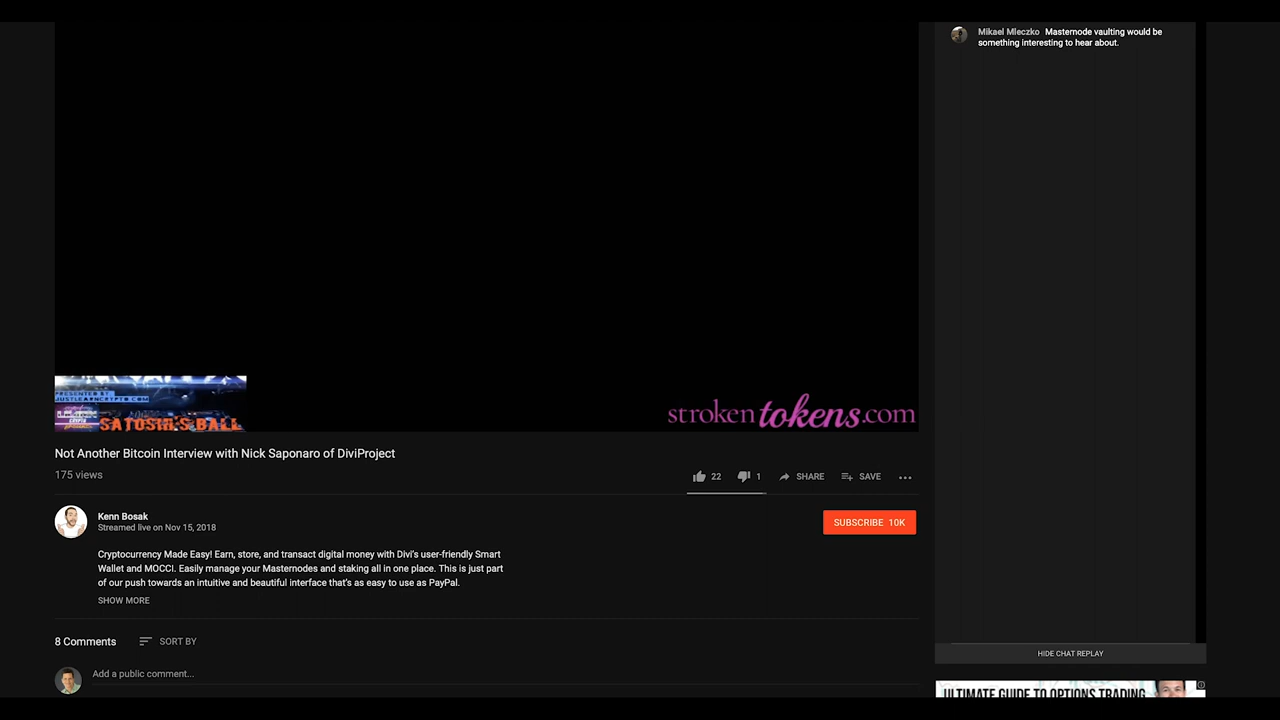 Mikael Mleczko Masternode vaulting would be
something interesting to hear about.
PRESENTED BY
JUSTLEARNCRYPTO.COM
SATOSHI'S BALL
strokentokens.com
Not Another Bitcoin Interview with Nick Saponaro of DiviProject
175 views
22 1 SHARE SAVE
Kenn Bosak
Streamed live on Nov 15, 2018
SUBSCRIBE 10K
Cryptocurrency Made Easy! Earn, store, and transact digital money with Divi's user-friendly Smart
Wallet and MOCCI. Easily manage your Masternodes and staking all in one place. This is just part
of our push towards an intuitive and beautiful interface that's as easy to use as PayPal.
SHOW MORE
8 Comments SORT BY
Add a public comment...
HIDE CHAT REPLAY
ULTIMATE GUIDE TO OPTIONS TRADING